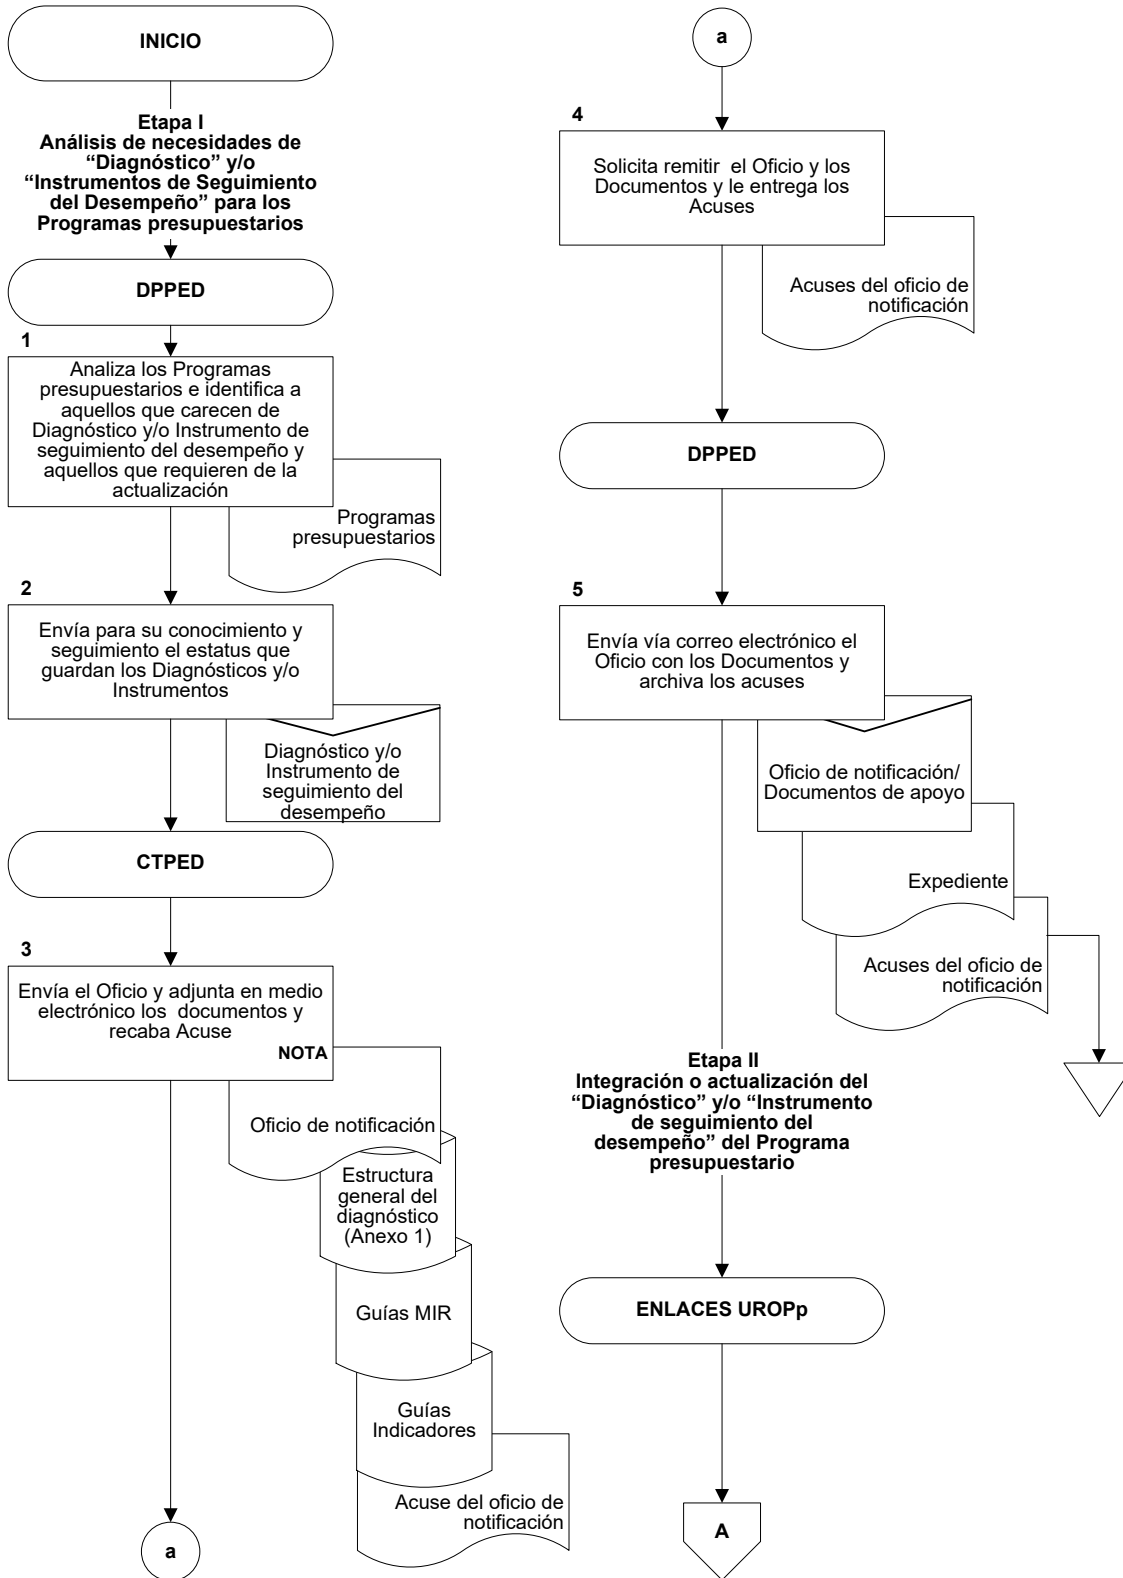 INICIO
Etapa I
Análisis de necesidades de
“Diagnóstico” y/o
“Instrumentos de Seguimiento
del Desempeño” para los
Programas presupuestarios
DPPED
1
Analiza los Programas
presupuestarios e identifica a
aquellos que carecen de
Diagnóstico y/o Instrumento de
seguimiento del desempeño y
aquellos que requieren de la
actualización
Programas
presupuestarios
2
Envía para su conocimiento y
seguimiento el estatus que
guardan los Diagnósticos y/o
Instrumentos
Diagnóstico y/o
Instrumento de
seguimiento del
desempeño
CTPED
3
Envía el Oficio y adjunta en medio
electrónico los documentos y
recaba Acuse
NOTA
Oficio de notificación
Estructura
general del
diagnóstico
(Anexo 1)
Guías MIR
Guías
Indicadores
Acuse del oficio de
notificación
a
a
4
Solicita remitir el Oficio y los
Documentos y le entrega los
Acuses
Acuses del oficio de
notificación
DPPED
5
Envía vía correo electrónico el
Oficio con los Documentos y
archiva los acuses
Oficio de notificación/
Documentos de apoyo
Expediente
Acuses del oficio de
notificación
Etapa II
Integración o actualización del
“Diagnóstico” y/o “Instrumento
de seguimiento del
desempeño” del Programa
presupuestario
ENLACES UROPp
A